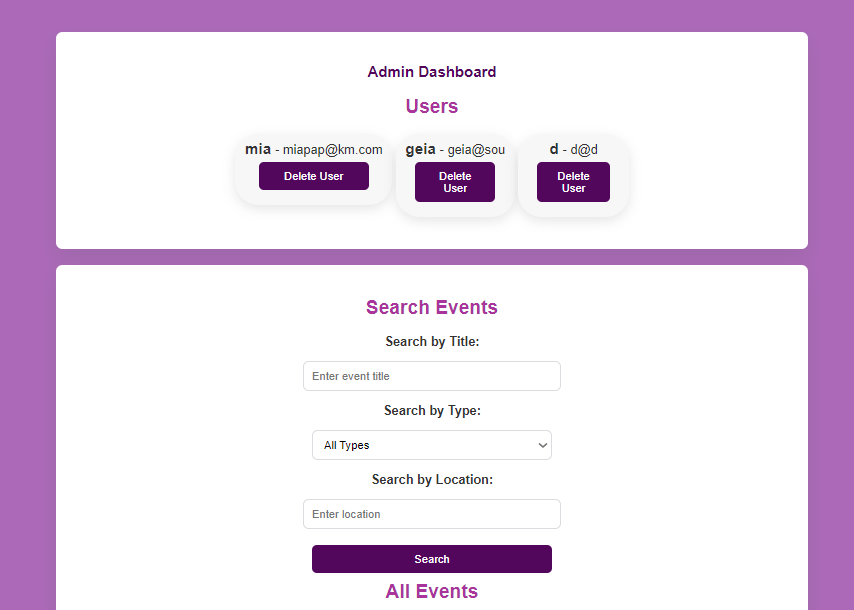 Admin Dashboard
Users
mia - miapap@km.com
Delete User
geia - geia@sou
Delete
User
d - d@d
Delete
User
Search Events
Search by Title:
Enter event title
Search by Type:
All Types
Search by Location:
Enter location
Search
All Events